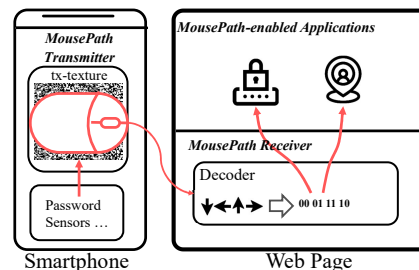 MousePath
Transmitter
tx-texture
Password
Sensors ...
Smartphone
MousePath-enabled Applications
MousePath Receiver
Decoder
00 01 11 10
Web Page